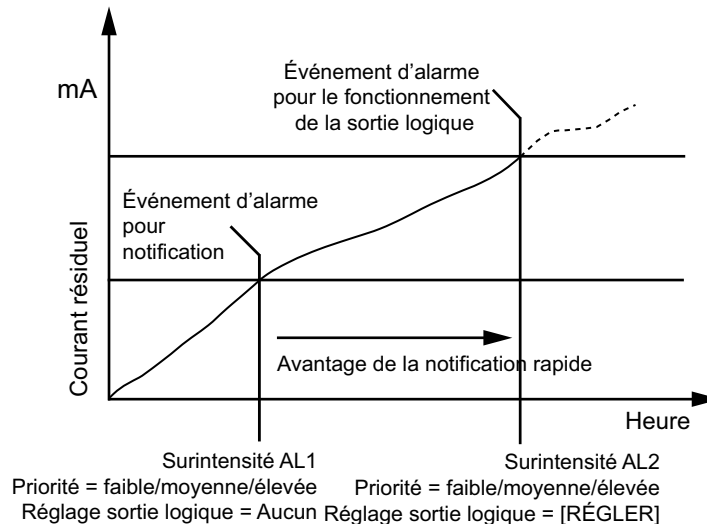 Événement d’alarme
pour le fonctionnement
de la sortie logique
mA
Événement d’alarme
pour
notification
Courant résiduel
Avantage de la notification rapide
Heure
Surintensité AL1
Priorité = faible/moyenne/élevée
Réglage sortie logique = Aucun
Surintensité AL2
Priorité = faible/moyenne/élevée
Réglage sortie logique = [RÉGLER]